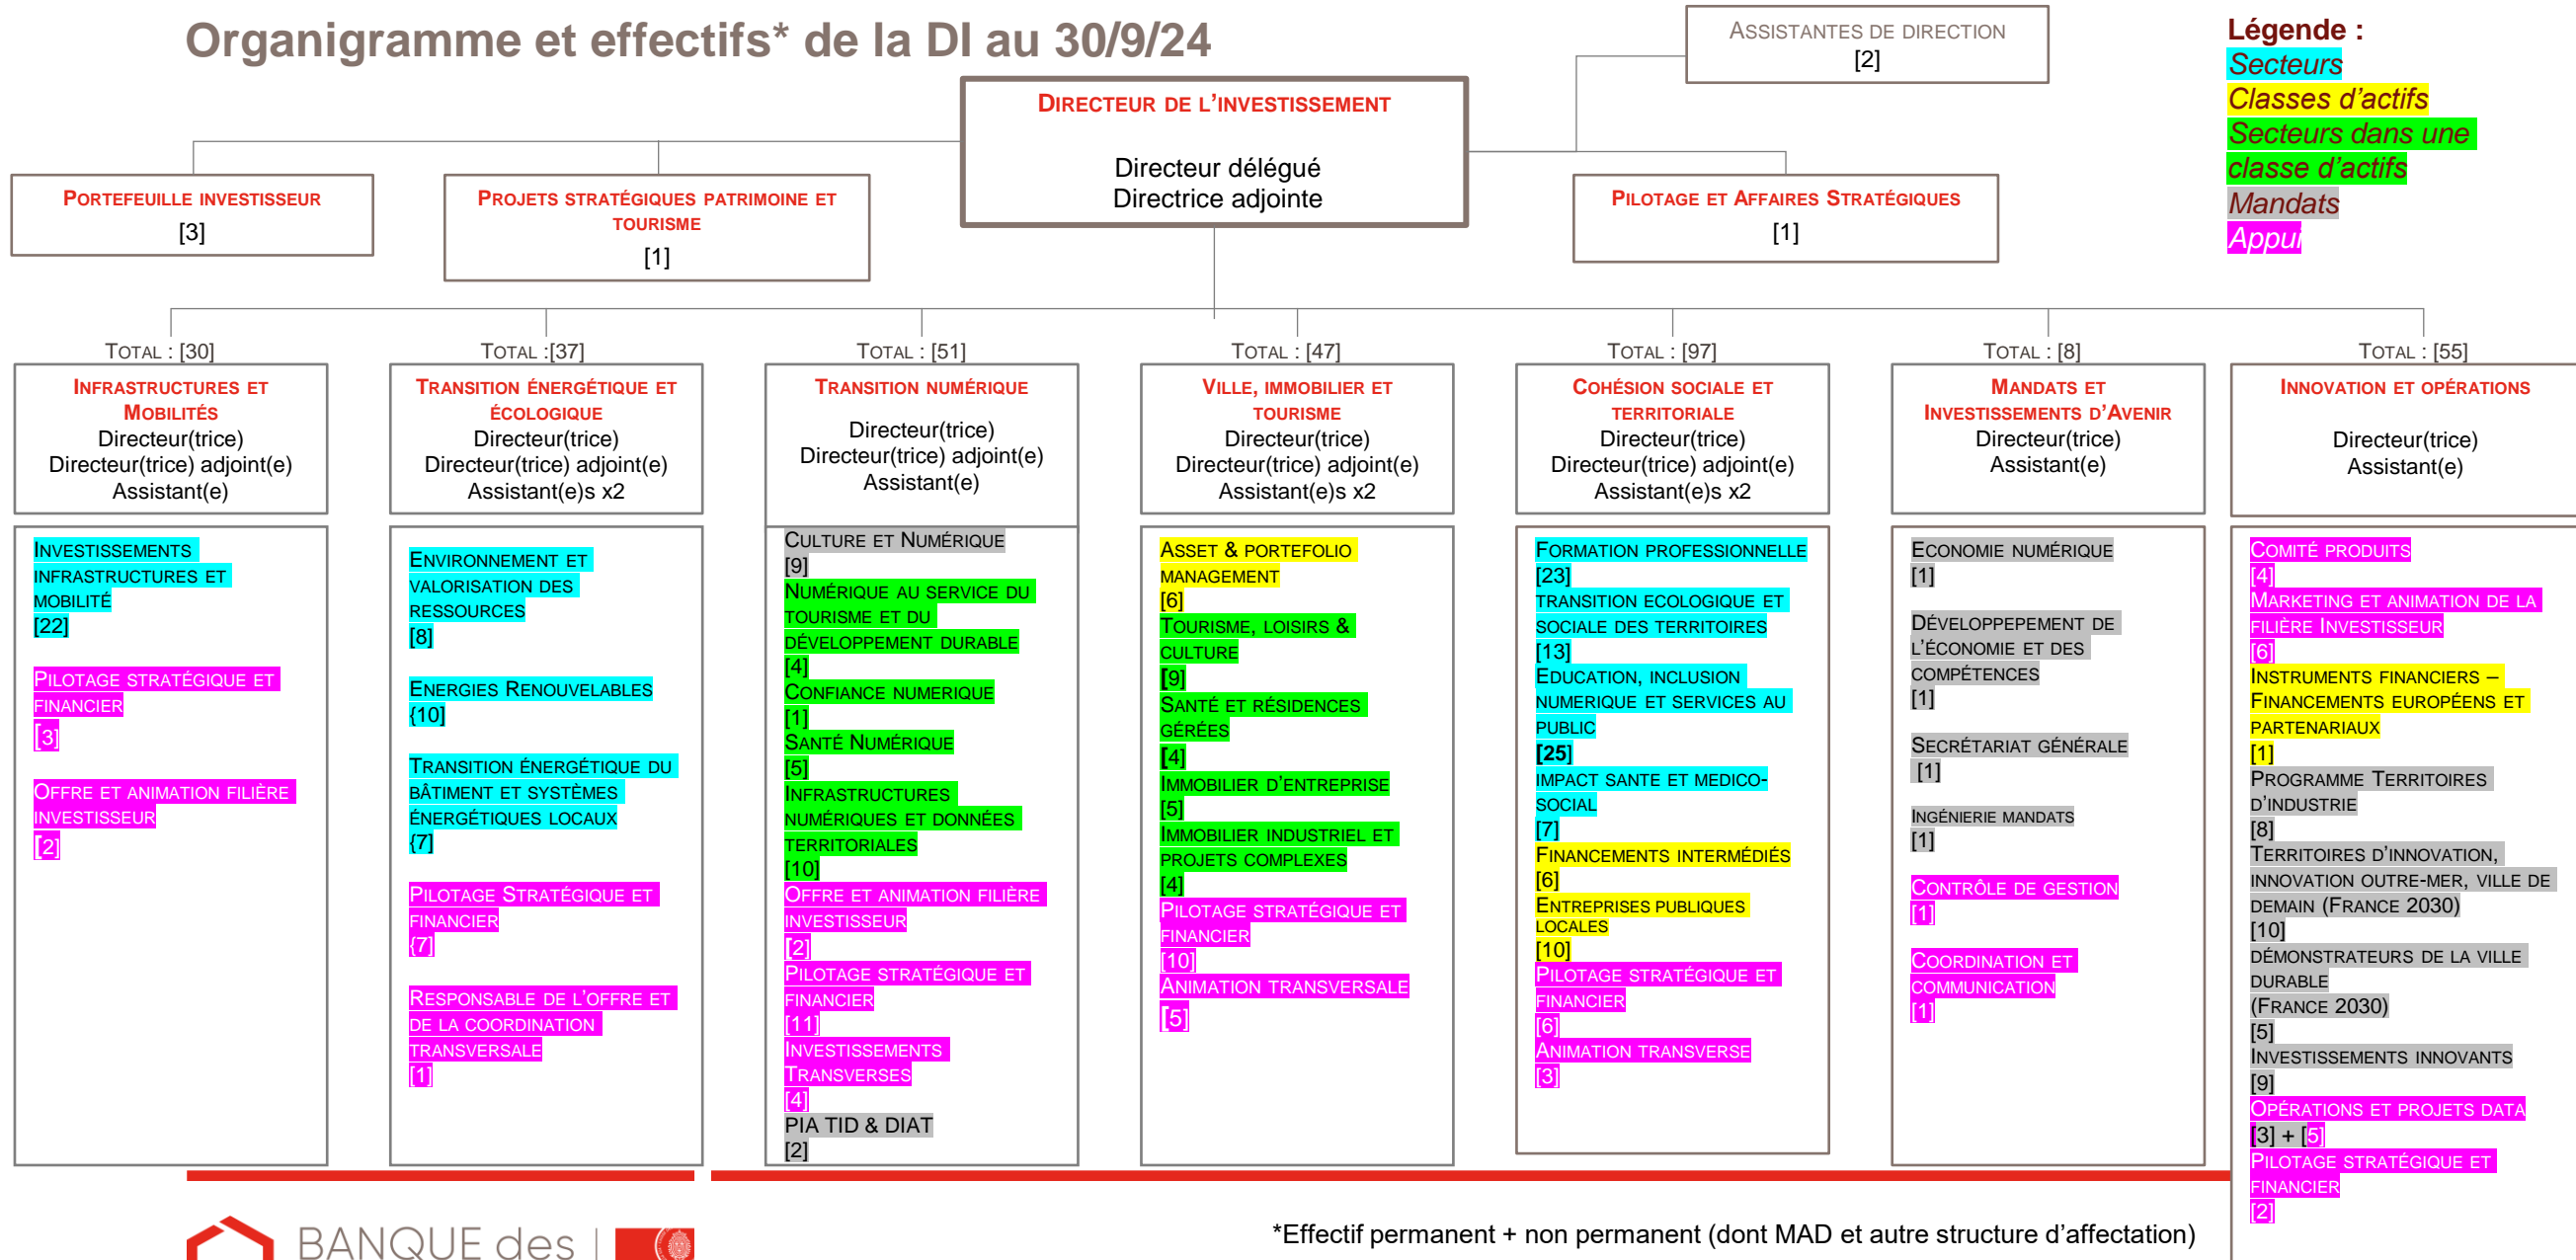 Organigramme et effectifs* de la DI au 30/9/24
ASSISTANTES DE DIRECTION
[2]
Légende :
Secteurs
Classes d'actifs
Secteurs dans une
classe d'actifs
Mandats
Appui
DIRECTEUR DE L'INVESTISSEMENT
Directeur délégué
Directrice adjointe
PORTEFEUILLE INVESTISSEUR
[3]
PROJETS STRATÉGIQUES PATRIMOINE ET
TOURISME
[1]
PILOTAGE ET AFFAIRES STRATÉGIQUES
[1]
TOTAL : [30]
INFRASTRUCTURES ET
MOBILITÉS
Directeur(trice)
Directeur(trice) adjoint(e)
Assistant(e)
INVESTISSEMENTS
INFRASTRUCTURES ET
MOBILITÉ
[22]
PILOTAGE STRATÉGIQUE ET
FINANCIER
[3]
OFFRE ET ANIMATION FILIÈRE
INVESTISSEUR
[2]
TOTAL :[37]
TRANSITION ÉNERGÉTIQUE ET
ÉCOLOGIQUE
Directeur(trice)
Directeur(trice) adjoint(e)
Assistant(e)s x2
ENVIRONNEMENT ET
VALORISATION DES
RESSOURCES
[8]
ENERGIES RENOUVELABLES
{10]
TRANSITION ÉNERGÉTIQUE DU
BÂTIMENT ET SYSTÈMES
ÉNERGÉTIQUES LOCAUX
{7]
PILOTAGE STRATÉGIQUE ET
FINANCIER
{7]
RESPONSABLE DE L'OFFRE ET
DE LA COORDINATION
TRANSVERSALE
[1]
TOTAL : [51]
TRANSITION NUMÉRIQUE
Directeur(trice)
Directeur(trice) adjoint(e)
Assistant(e)
CULTURE ET NUMÉRIQUE
[9]
NUMÉRIQUE AU SERVICE DU
TOURISME ET DU
DÉVELOPPEMENT DURABLE
[4]
CONFIANCE NUMERIQUE
[1]
SANTÉ NUMÉRIQUE
[5]
INFRASTRUCTURES
NUMÉRIQUES ET DONNÉES
TERRITORIALES
[10]
OFFRE ET ANIMATION FILIÈRE
INVESTISSEUR
[2]
PILOTAGE STRATÉGIQUE ET
FINANCIER
[11]
INVESTISSEMENTS
TRANSVERSES
[4]
PIA TID & DIAT
[2]
TOTAL : [47]
VILLE, IMMOBILIER ET
TOURISME
Directeur(trice)
Directeur(trice) adjoint(e)
Assistant(e)s x2
ASSET & PORTEFOLIO
MANAGEMENT
[6]
TOURISME, LOISIRS &
CULTURE
[9]
SANTÉ ET RÉSIDENCES
GÉRÉES
[4]
IMMOBILIER D'ENTREPRISE
[5]
IMMOBILIER INDUSTRIEL ET
PROJETS COMPLEXES
[4]
PILOTAGE STRATÉGIQUE ET
FINANCIER
[10]
ANIMATION TRANSVERSALE
[5]
TOTAL : [97]
COHÉSION SOCIALE ET
TERRITORIALE
Directeur(trice)
Directeur(trice) adjoint(e)
Assistant(e)s x2
FORMATION PROFESSIONNELLE
[23]
TRANSITION ECOLOGIQUE ET
SOCIALE DES TERRITOIRES
[13]
EDUCATION, INCLUSION
NUMERIQUE ET SERVICES AU
PUBLIC
[25]
IMPACT SANTE ET MEDICO-
SOCIAL
[7]
FINANCEMENTS INTERMÉDIÉS
[6]
ENTREPRISES PUBLIQUES
LOCALES
[10]
PILOTAGE STRATÉGIQUE ET
FINANCIER
[6]
ANIMATION TRANSVERSE
[3]
TOTAL : [8]
MANDATS ET
INVESTISSEMENTS D'AVENIR
Directeur(trice)
Assistant(e)
ECONOMIE NUMÉRIQUE
[1]
DÉVELOPPEPEMENT DE
L'ÉCONOMIE ET DES
COMPÉTENCES
[1]
SECRÉTARIAT GÉNÉRALE
[1]
INGÉNIERIE MANDATS
[1]
CONTRÔLE DE GESTION
[1]
COORDINATION ET
COMMUNICATION
[1]
TOTAL : [55]
INNOVATION ET OPÉRATIONS
Directeur(trice)
Assistant(e)
COMITÉ PRODUITS
[4]
MARKETING ET ANIMATION DE LA
FILIÈRE INVESTISSEUR
[6]
INSTRUMENTS FINANCIERS –
FINANCEMENTS EUROPÉENS ET
PARTENARIAUX
[1]
PROGRAMME TERRITOIRES
D'INDUSTRIE
[8]
TERRITOIRES D'INNOVATION,
INNOVATION OUTRE-MER, VILLE DE
DEMAIN (FRANCE 2030)
[10]
DÉMONSTRATEURS DE LA VILLE
DURABLE
(FRANCE 2030)
[5]
INVESTISSEMENTS INNOVANTS
[9]
OPÉRATIONS ET PROJETS DATA
[3] + [5]
PILOTAGE STRATÉGIQUE ET
FINANCIER
[2]
BANQUE des
*Effectif permanent + non permanent (dont MAD et autre structure d'affectation)